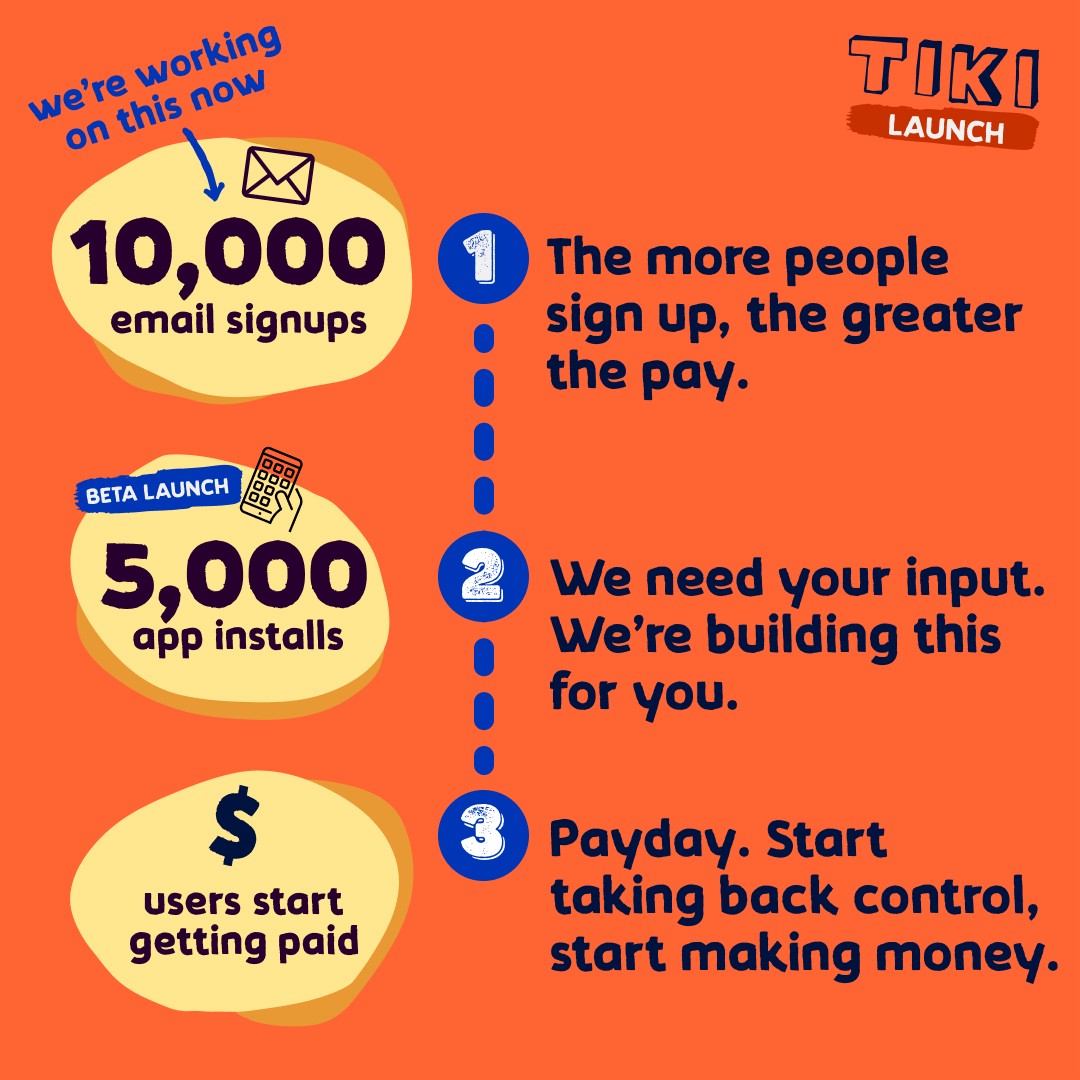 we're working
on this now
TIKI
LAUNCH
10,000
email signups
1
The more people
sign up, the greater
the pay.
BETA LAUNCH
5,000
app installs
2
We need your input.
We're building this
for you.
$
users start
getting paid
3
Payday. Start
taking back control,
start making money.